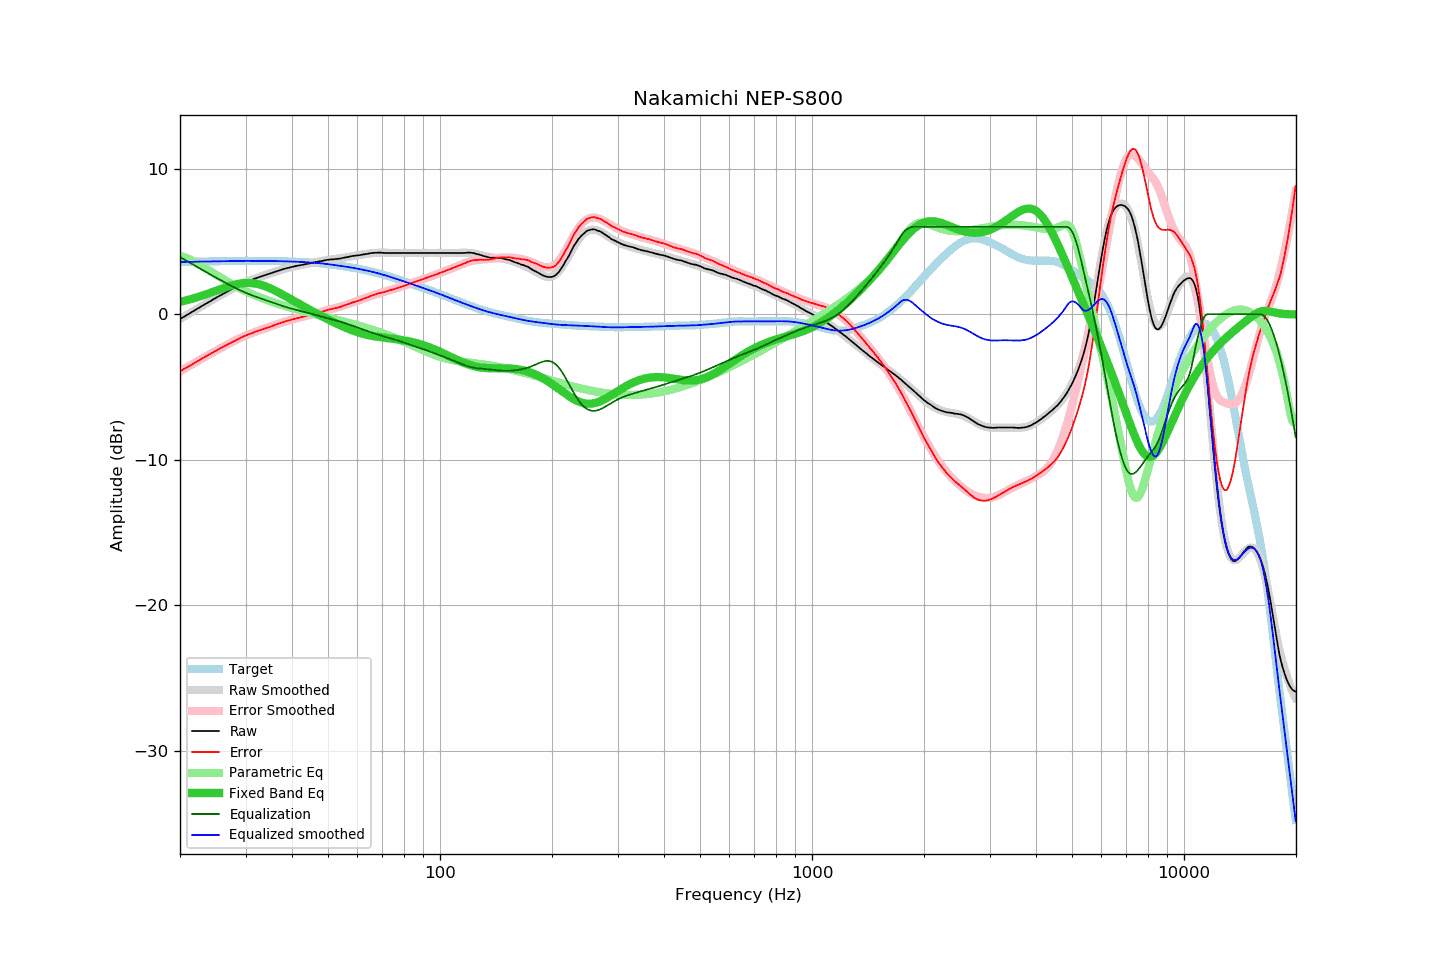 Nakamichi NEP-S800
10
0
−10
−20
−30
Amplitude (dBr)
Target
Raw Smoothed
Error Smoothed
Raw
Error
Parametric Eq
Fixed Band Eq
Equalization
Equalized smoothed
100
1000
10000
Frequency (Hz)